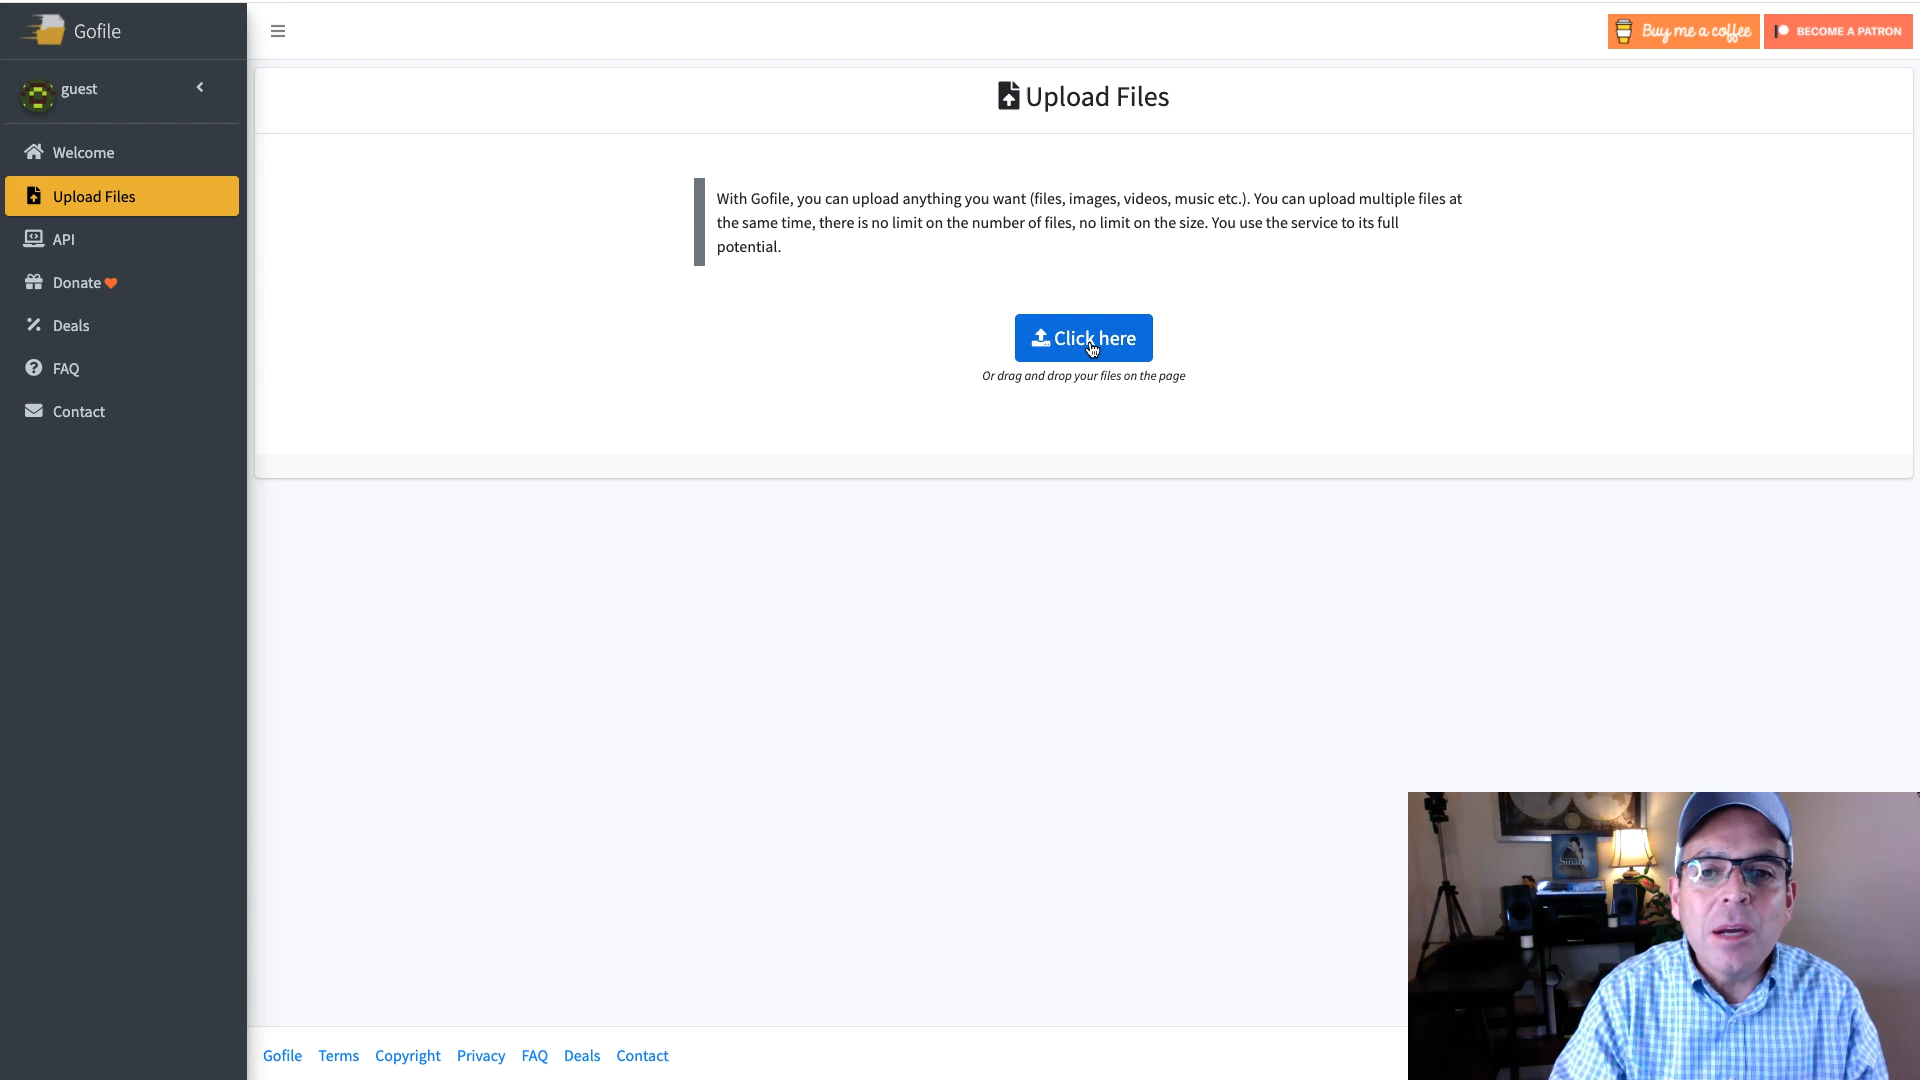 Gofile
Buy me a coffee
BECOME A PATRON
guest
Upload Files
Welcome
Upload Files
API
Donate
Deals
FAQ
Contact
With Gofile, you can upload anything you want (files, images, videos, music etc.). You can upload multiple files at
the same time, there is no limit on the number of files, no limit on the size. You use the service to its full
potential.
Click here
Or drag and drop your files on the page
Sinatra
Gofile Terms Copyright Privacy FAQ Deals Contact